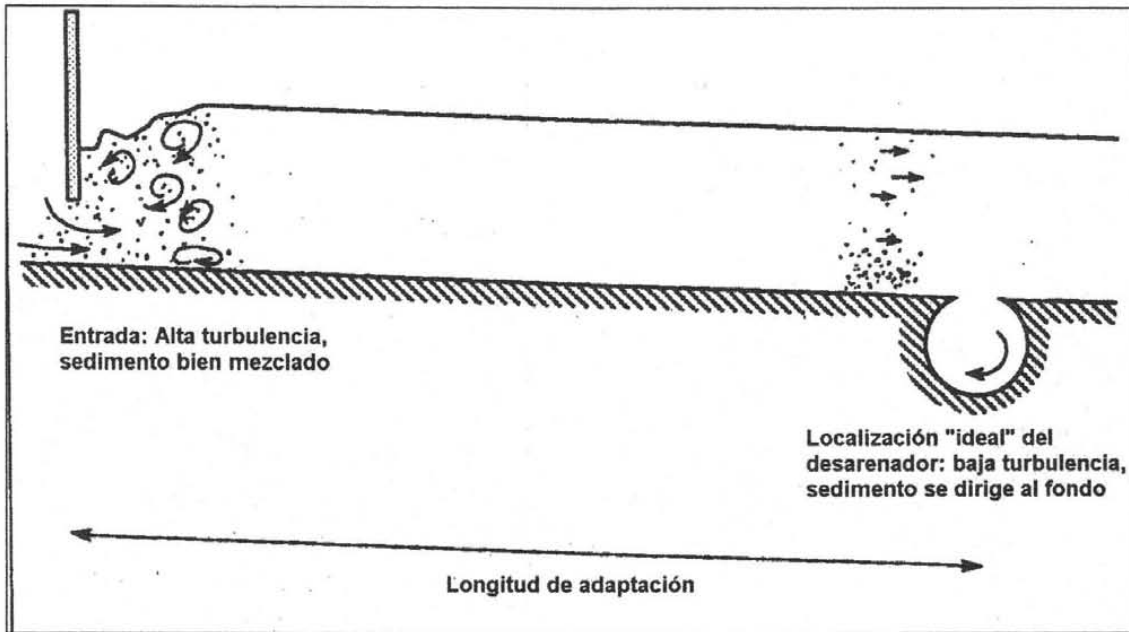 Entrada: Alta turbulencia,
sedimento bien mezclado
Localización "ideal" del
desarenador: baja turbulencia,
sedimento se dirige al fondo
Longitud de adaptación